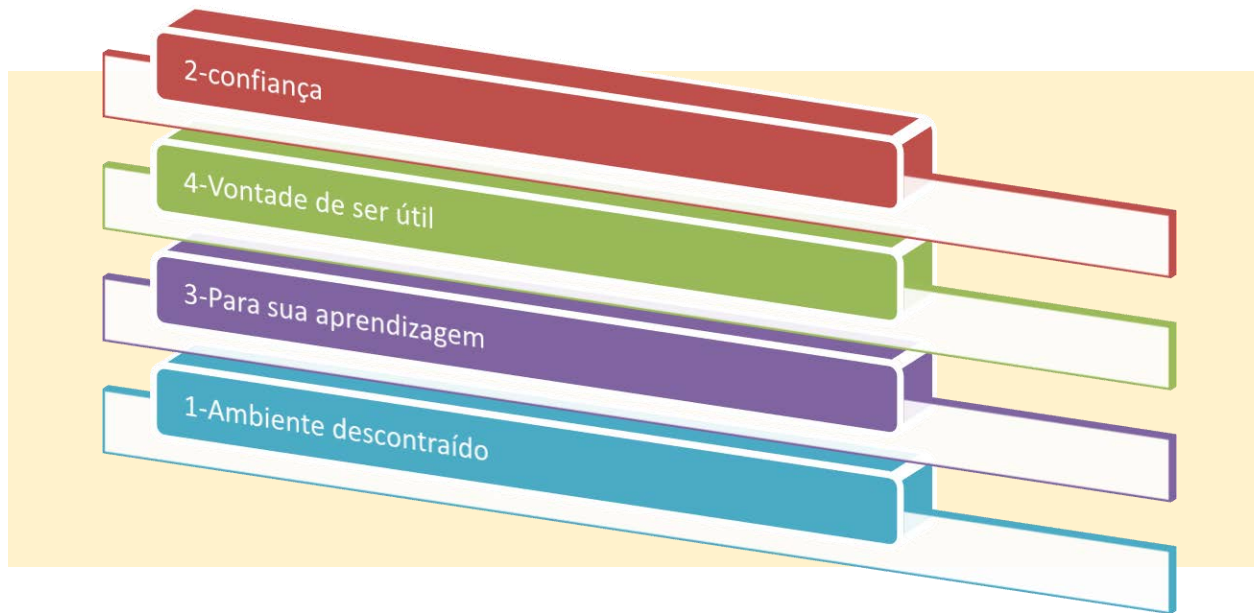 2-confiança
4-Vontade de ser útil
3-Para sua aprendizagem
1-Ambiente descontraído